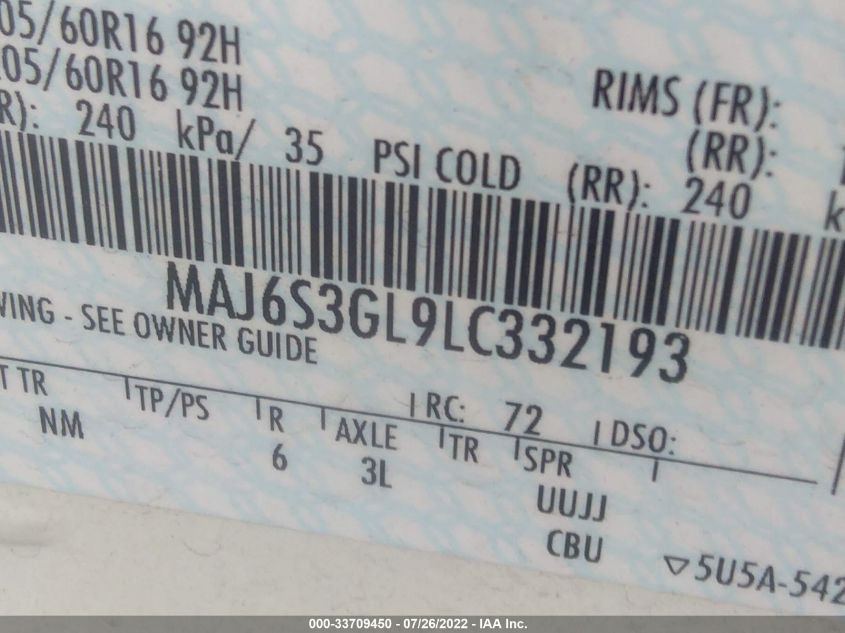 05/60R16 92H
05/60R16 92H
RIMS (FR):
(RR):
R): 240 kPa/ 35 PSI COLD (RR): 240 k
MAJ6S3GL9LC332193
WING - SEE OWNER GUIDE
T TR TP/PS R AXLE RC: 72 TR SPR DSO:
NM 6 3L UUJJ
CBU
▽5U5A-542
000-33709450 - 07/26/2022 - IAA Inc.